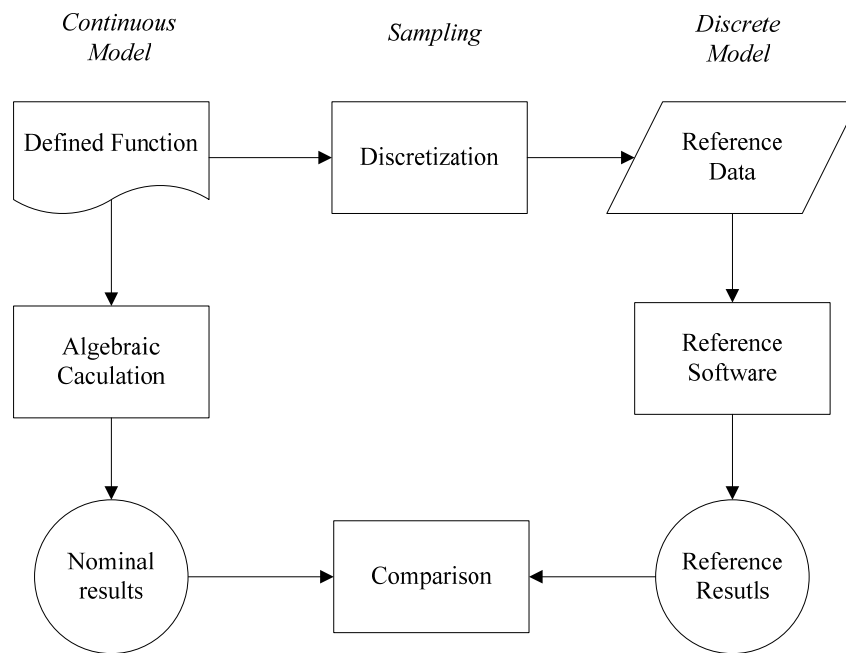 Continuous
Model
Sampling
Discrete
Model
Defined Function
Discretization
Reference
Data
Algebraic
Caculation
Reference
Software
Nominal
results
Comparison
Reference
Resutls